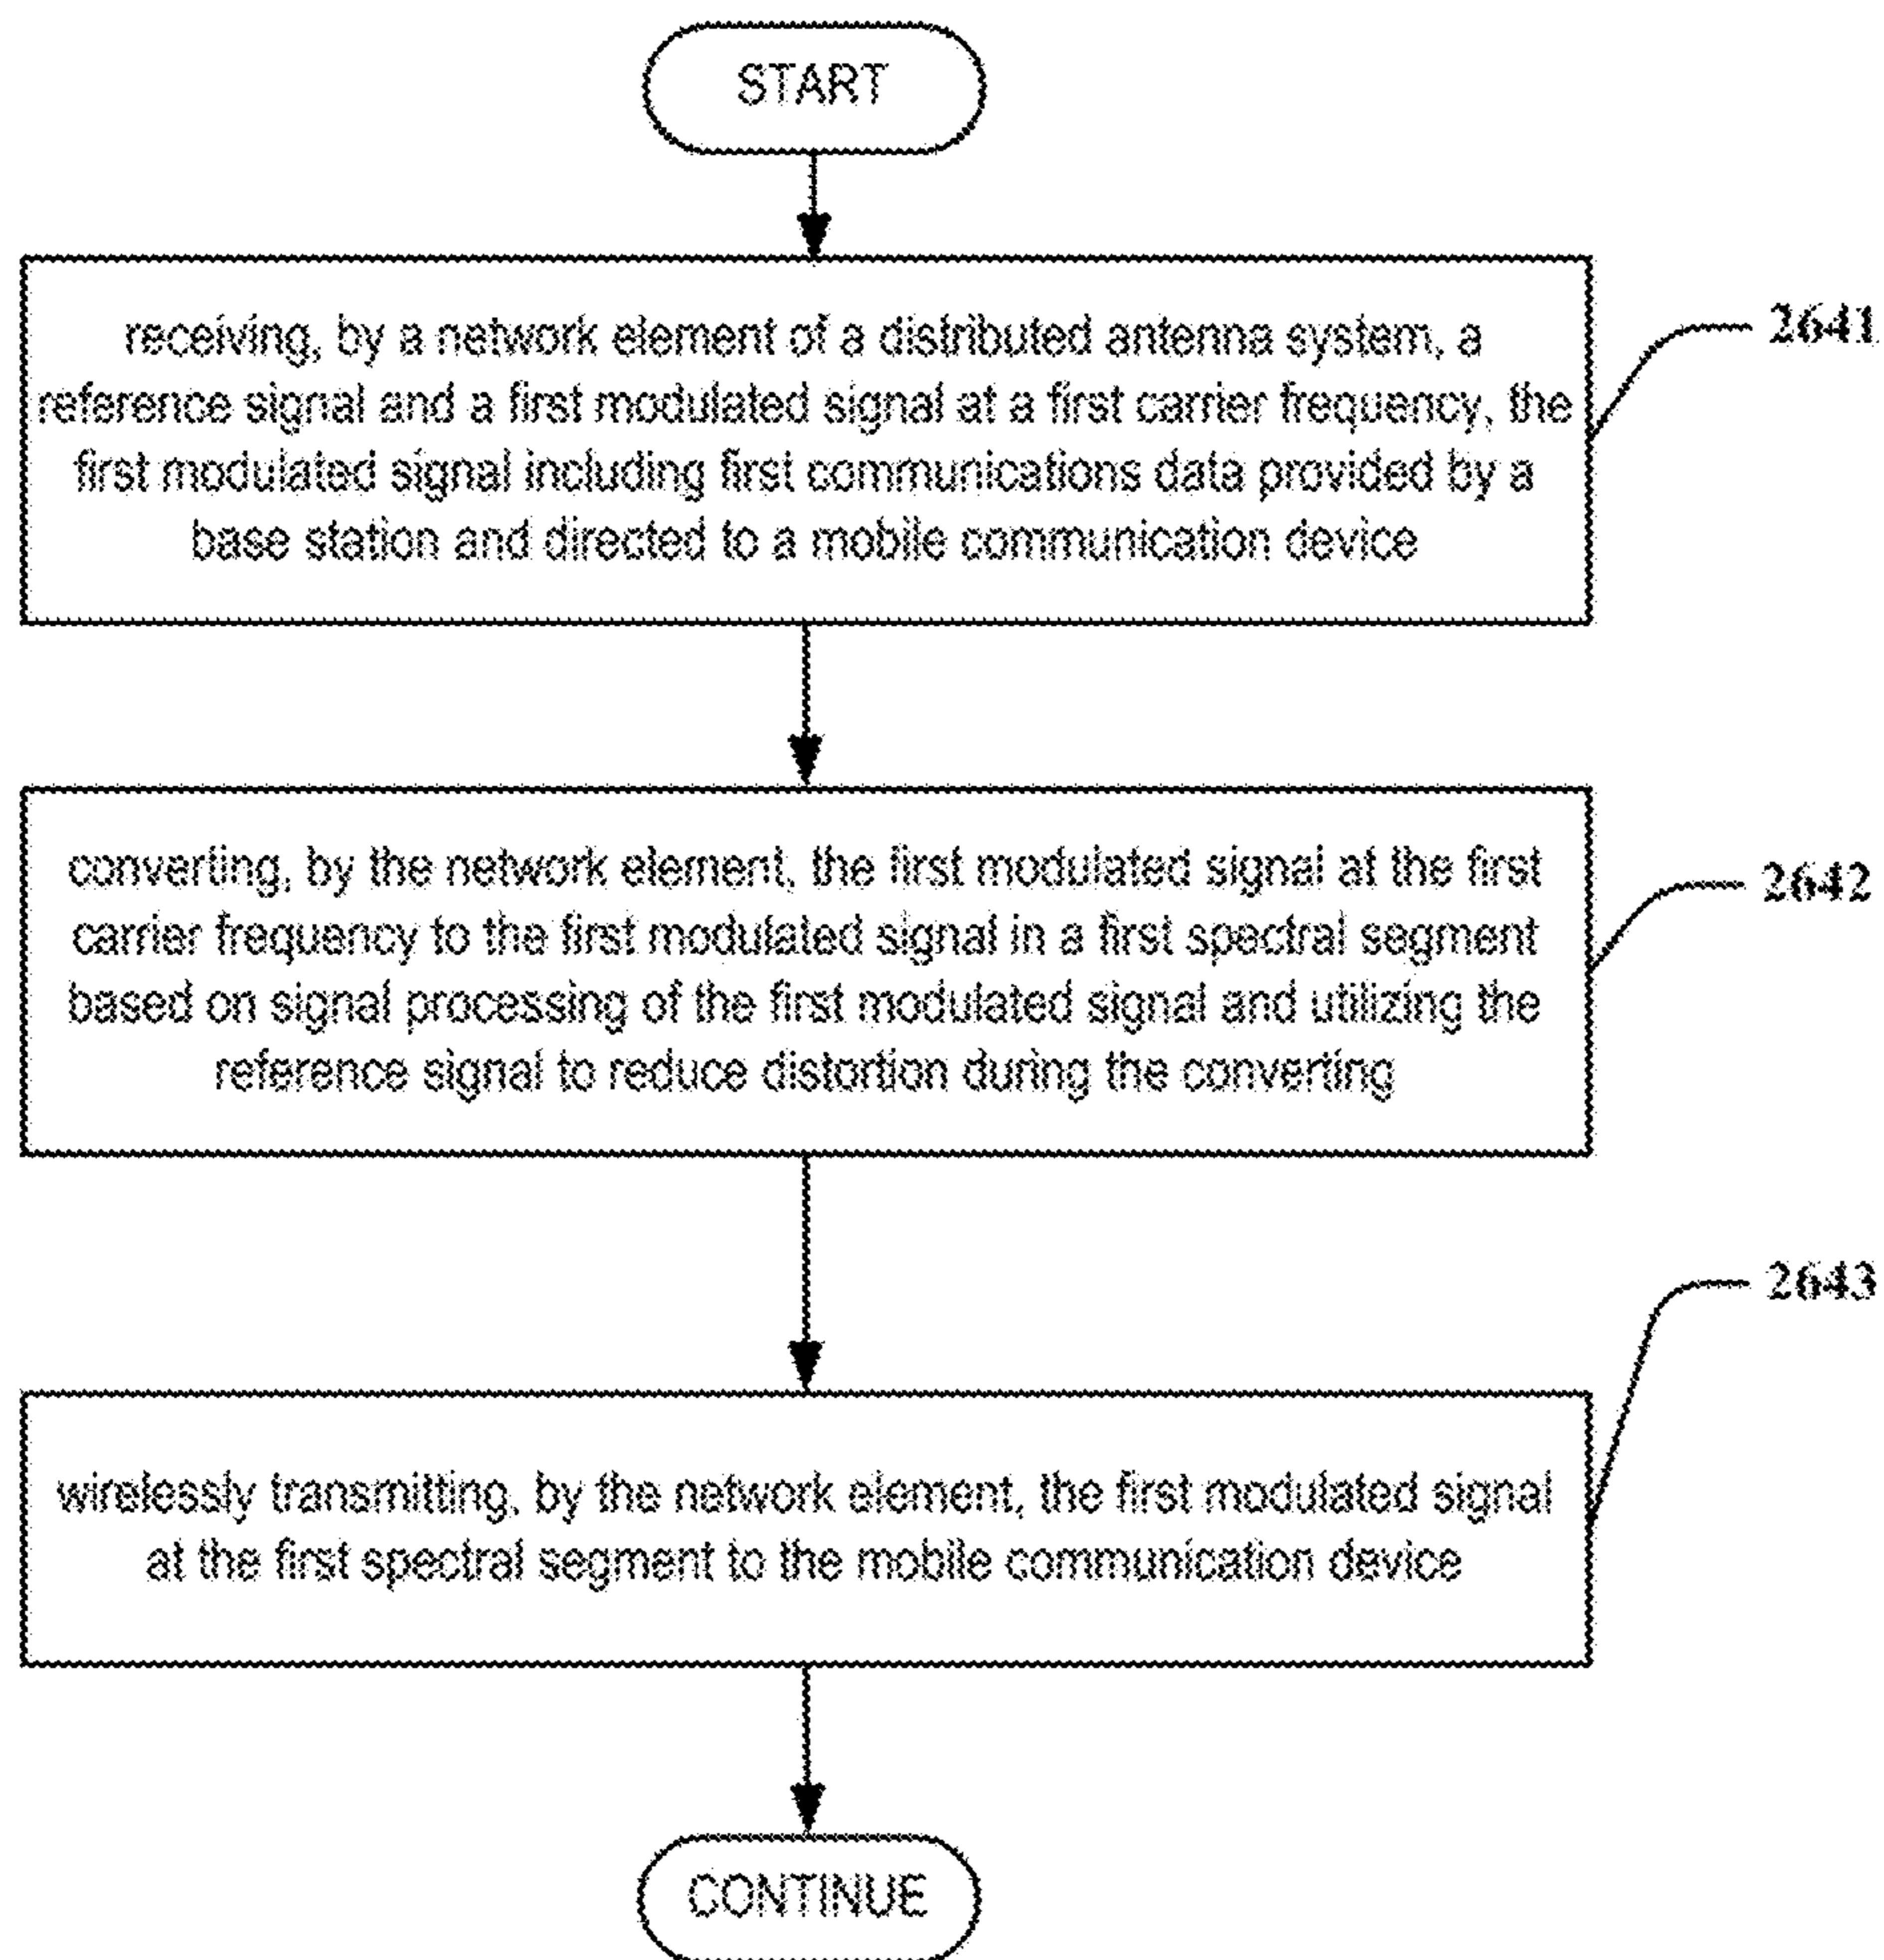 START
receiving, by a network element of a distributed antenna system, a
reference signal and a first modulated signal at a first carrier frequency, the
first modulated signal including first communications data provided by a
base station and directed to a mobile communication device
2641
converting, by the network element, the first modulated signal at the first
carrier frequency to the first modulated signal in a first spectral segment
based on signal processing of the first modulated signal and utilizing the
reference signal to reduce distortion during the converting
2642
wirelessly transmitting, by the network element, the first modulated signal
at the first spectral segment to the mobile communication device
2643
CONTINUE